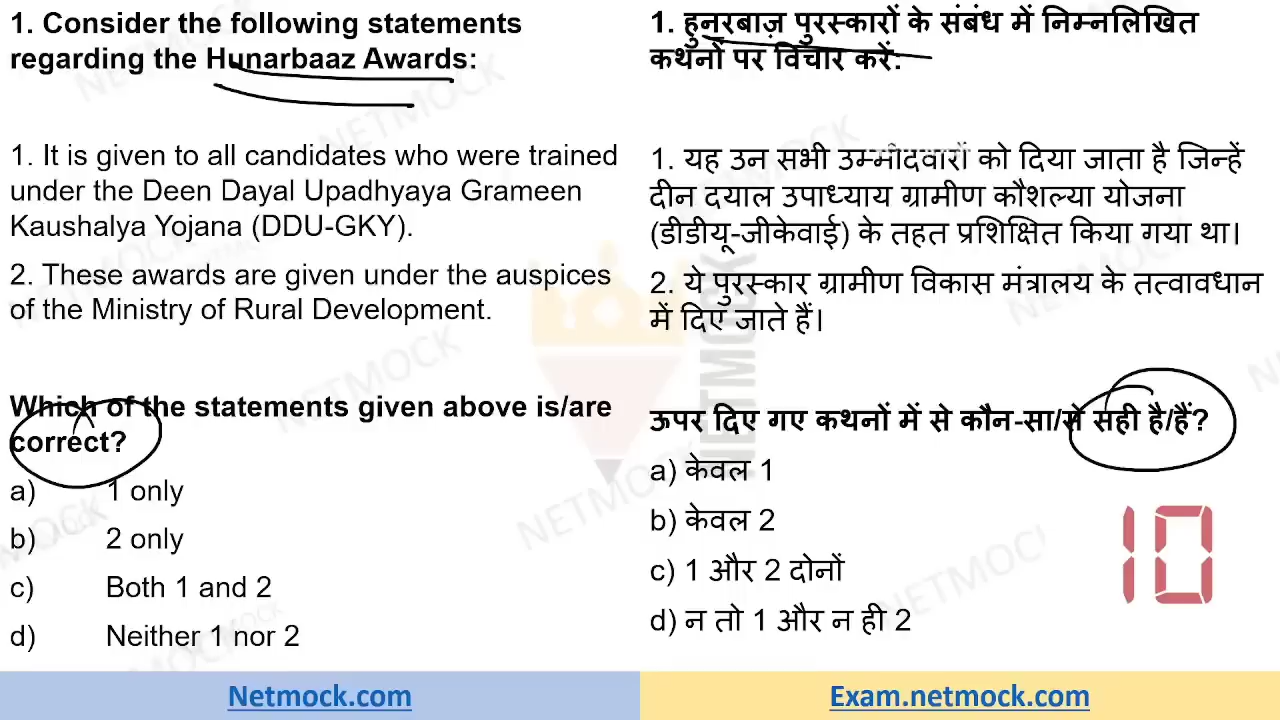 1. Consider the following statements
regarding the Hunarbaaz Awards:
1. It is given to all candidates who were trained
under the Deen Dayal Upadhyaya Grameen
Kaushalya Yojana (DDU-GKY).
2. These awards are given under the auspices
of the Ministry of Rural Development.
Which of the statements given above is/are
correct?
a) 1 only
b) 2 only
c) Both 1 and 2
d) Neither 1 nor 2
1. हुनरबाज़ पुरस्कारों के संबंध में निम्नलिखित
कथनों पर विचार करें:
1. यह उन सभी उम्मीदवारों को दिया जाता है जिन्हें
दीन दयाल उपाध्याय ग्रामीण कौशल्या योजना
(डीडीयू-जीकेवाई) के तहत प्रशिक्षित किया गया था।
2. ये पुरस्कार ग्रामीण विकास मंत्रालय के तत्वावधान
में दिए जाते हैं।
ऊपर दिए गए कथनों में से कौन-सा/से सही है/हैं?
a) केवल 1
b) केवल 2
c) 1 और 2 दोनों
d) न तो 1 और न ही 2
10
NETMOCK
Netmock.com
Exam.netmock.com